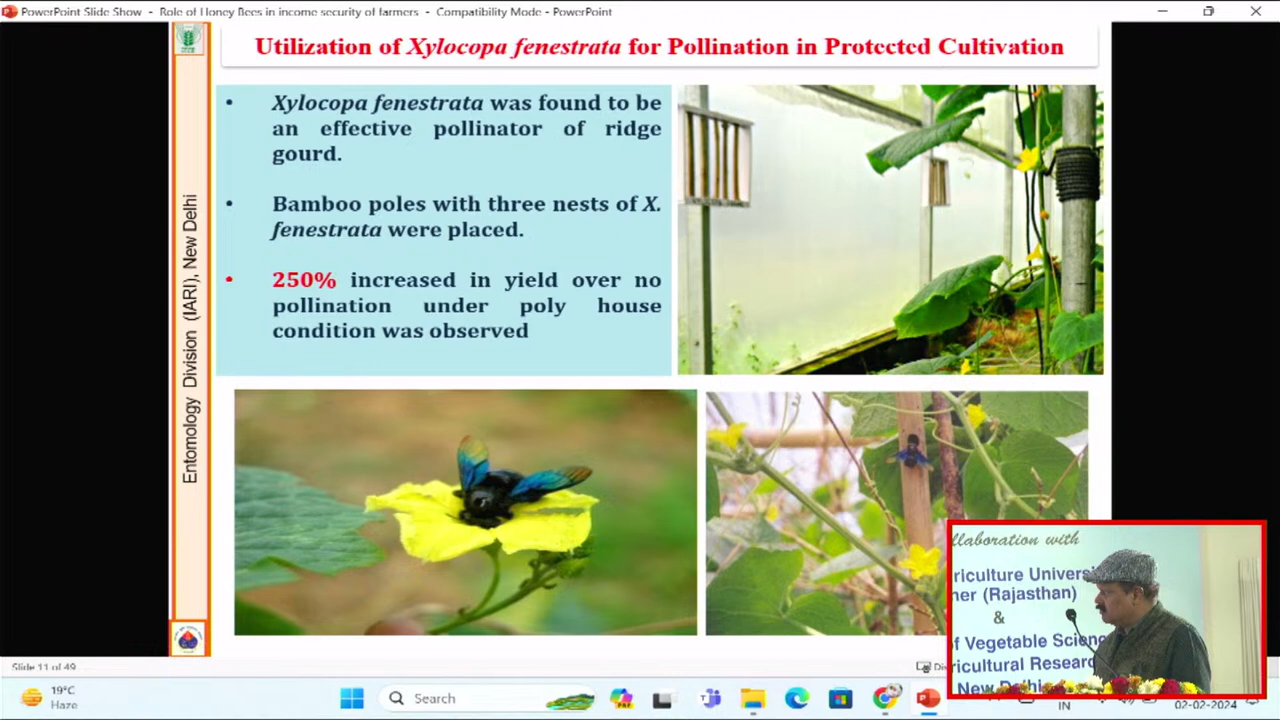 PowerPoint Slide Show - Role of Honey Bees in income security of farmers - Compatibility Mode - PowerPoint
Utilization of Xylocopa fenestrata for Pollination in Protected Cultivation
Entomology Division (IARI), New Delhi
• Xylocopa fenestrata was found to be
an effective pollinator of ridge
gourd.
• Bamboo poles with three nests of X.
fenestrata were placed.
• 250% increased in yield over no
pollination under poly house
condition was observed
llaboration with
riculture Universi
ner (Rajasthan)
&
f Vegetable Scienc
ricultural Resear
New Delhi
Slide 11 of 49
19°C
Haze
Search
IN
02-02-2024